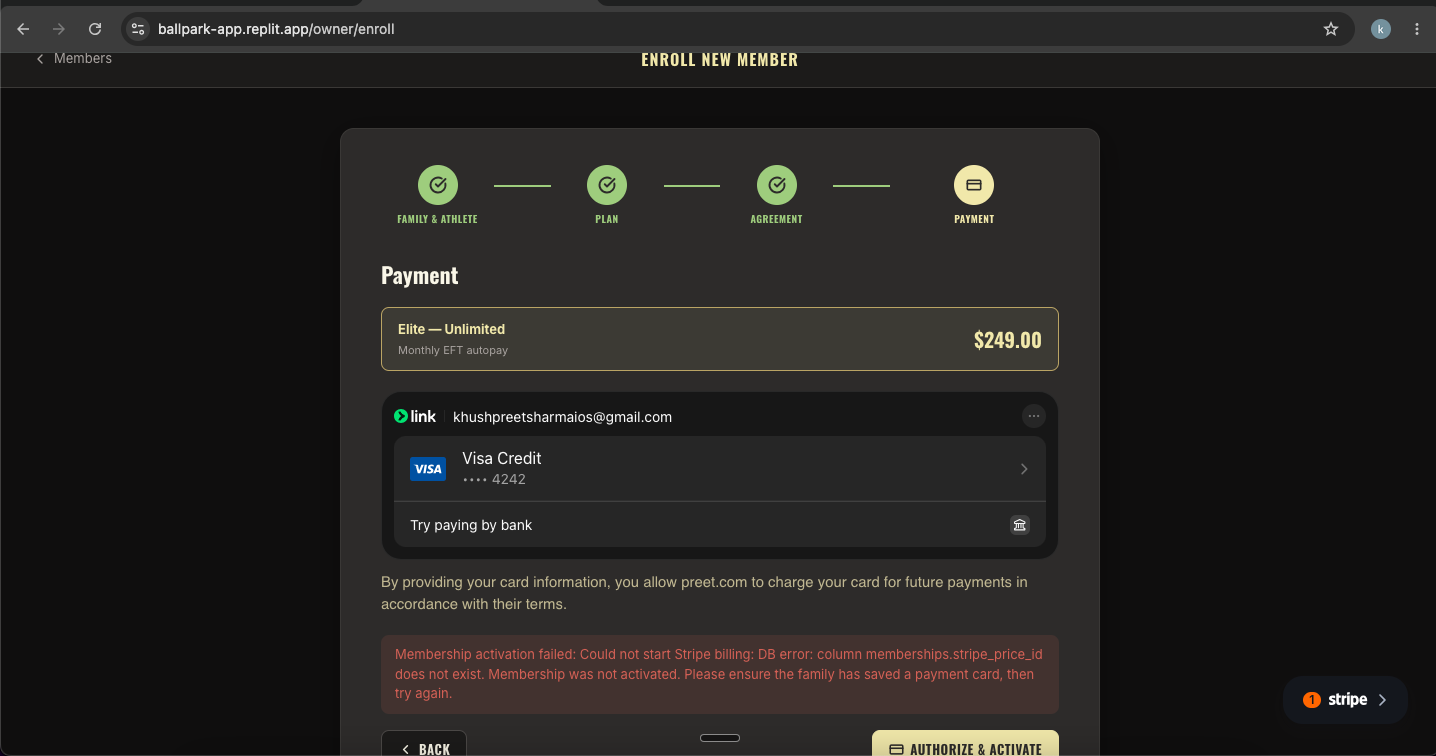 ballpark-app.replit.app/owner/enroll
k
Members
ENROLL NEW MEMBER
FAMILY & ATHLETE
PLAN
AGREEMENT
PAYMENT
Payment
Elite — Unlimited
Monthly EFT autopay
$249.00
link
khushpreetsharmaios@gmail.com
VISA
Visa Credit
•••• 4242
Try paying by bank
By providing your card information, you allow preet.com to charge your card for future payments in
accordance with their terms.
Membership activation failed: Could not start Stripe billing: DB error: column memberships.stripe_price_id
does not exist. Membership was not activated. Please ensure the family has saved a payment card, then
try again.
1 stripe
BACK
AUTHORIZE & ACTIVATE